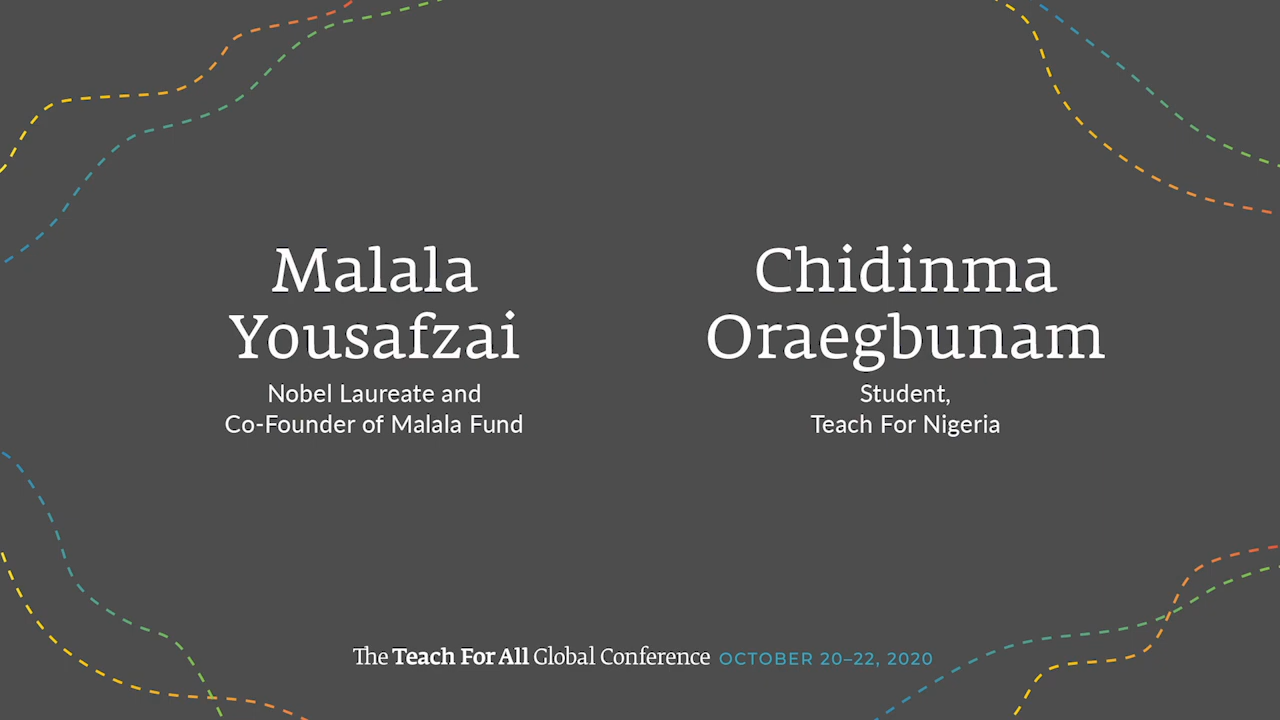 Malala
Yousafzai
Nobel Laureate and
Co-Founder of Malala Fund
Chidinma
Oraegbunam
Student,
Teach For Nigeria
The Teach For All Global Conference OCTOBER 20–22, 2020